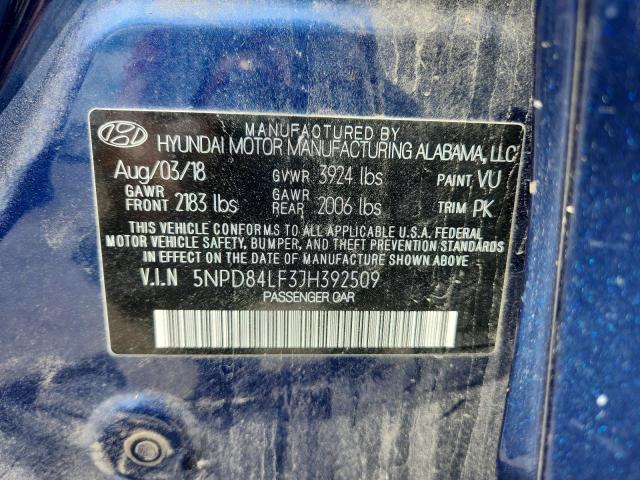 MANUFACTURED BY
HYUNDAI MOTOR MANUFACTURING ALABAMA, LLC
Aug/03/18 GVWR 3924 lbs PAINT VU
GAWR FRONT 2183 lbs GAWR REAR 2006 lbs TRIM PK
THIS VEHICLE CONFORMS TO ALL APPLICABLE U.S.A. FEDERAL
MOTOR VEHICLE SAFETY, BUMPER, AND THEFT PREVENTION STANDARDS
IN EFFECT ON THE DATE OF MANUFACTURE SHOWN ABOVE.
V.I.N 5NPD84LF3JH392509
PASSENGER CAR